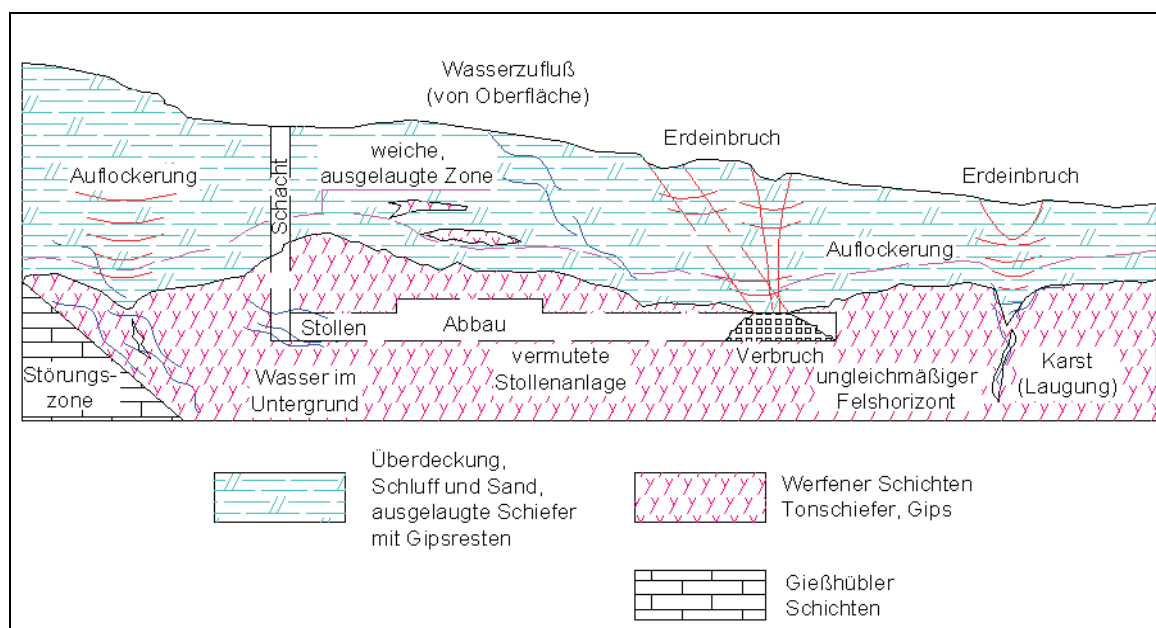 Wasserzufluß
(von Oberfläche)
Erdeinbruch
weiche,
ausgelaugte Zone
Auflockerung
Schacht
Erdeinbruch
Auflockerung
Stollen
Abbau
Störungs-
zone
Wasser im
Untergrund
vermutete
Stollenanlage
Verbruch
ungleichmäßiger
Felshorizont
Karst
(Laugung)
Überdeckung,
Schluff und Sand,
ausgelaugte Schiefer
mit Gipsresten
Werfener Schichten
Tonschiefer, Gips
Gießhübler
Schichten